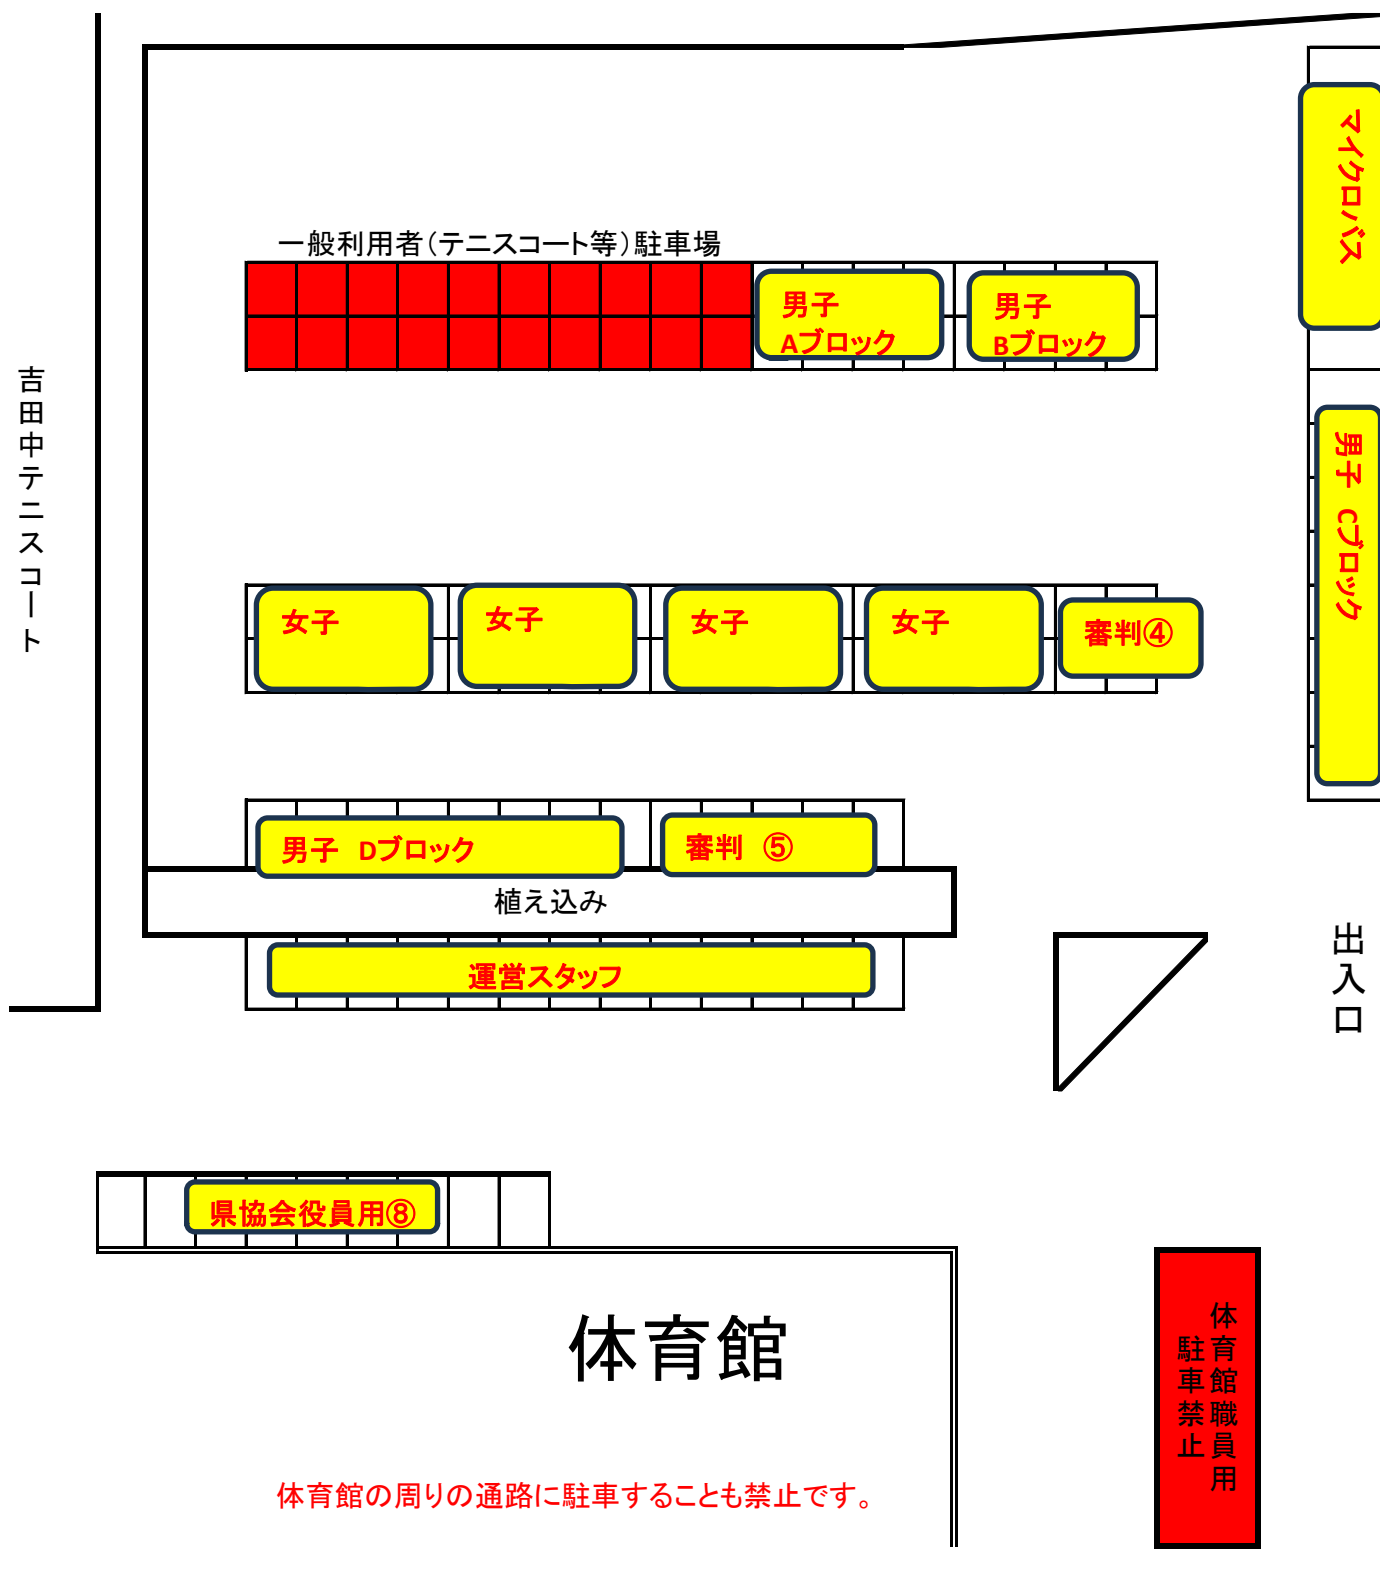 マイクロバス
一般利用者(テニスコート等)駐車場
男子
Aブロック
男子
Bブロック
吉田中テニスコート
男子 Cブロック
女子
女子
女子
女子
審判④
男子 Dブロック
審判 ⑤
植え込み
運営スタッフ
出入口
県協会役員用⑧
体育館
体育館職員用
駐車禁止
体育館の周りの通路に駐車することも禁止です。